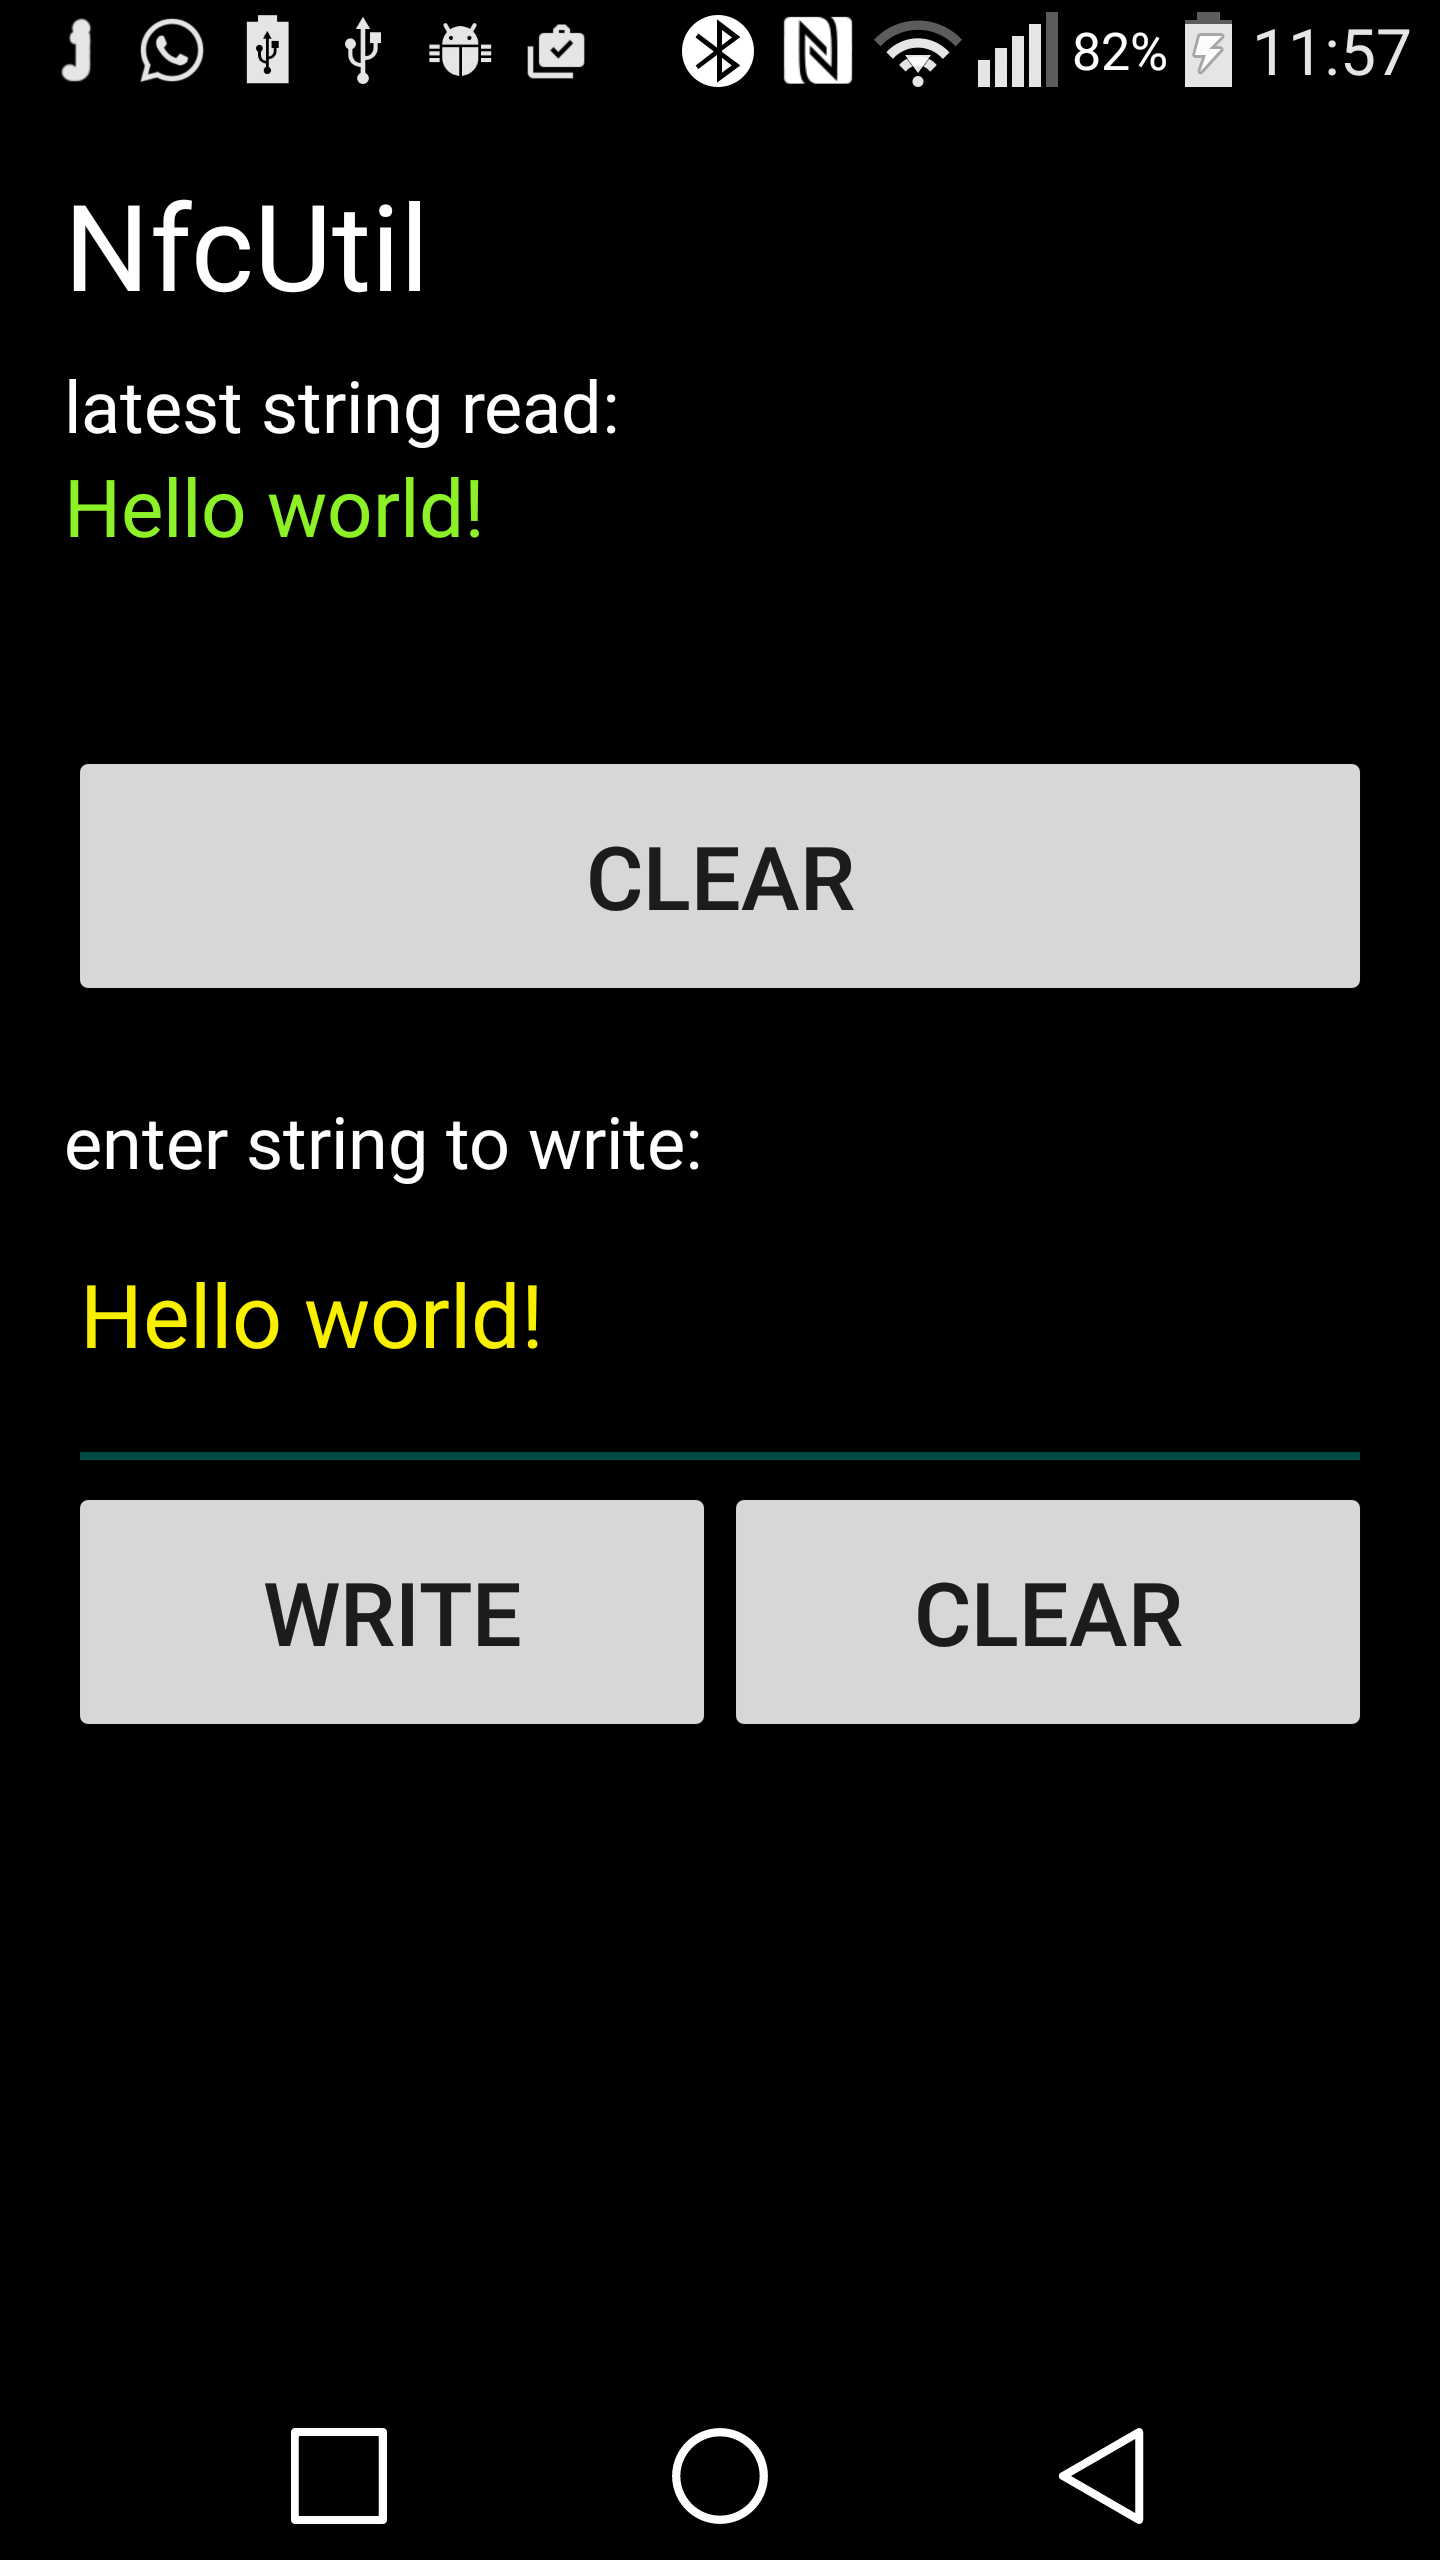 82% 11:57
NfcUtil
latest string read:
Hello world!
CLEAR
enter string to write:
Hello world!
WRITE CLEAR